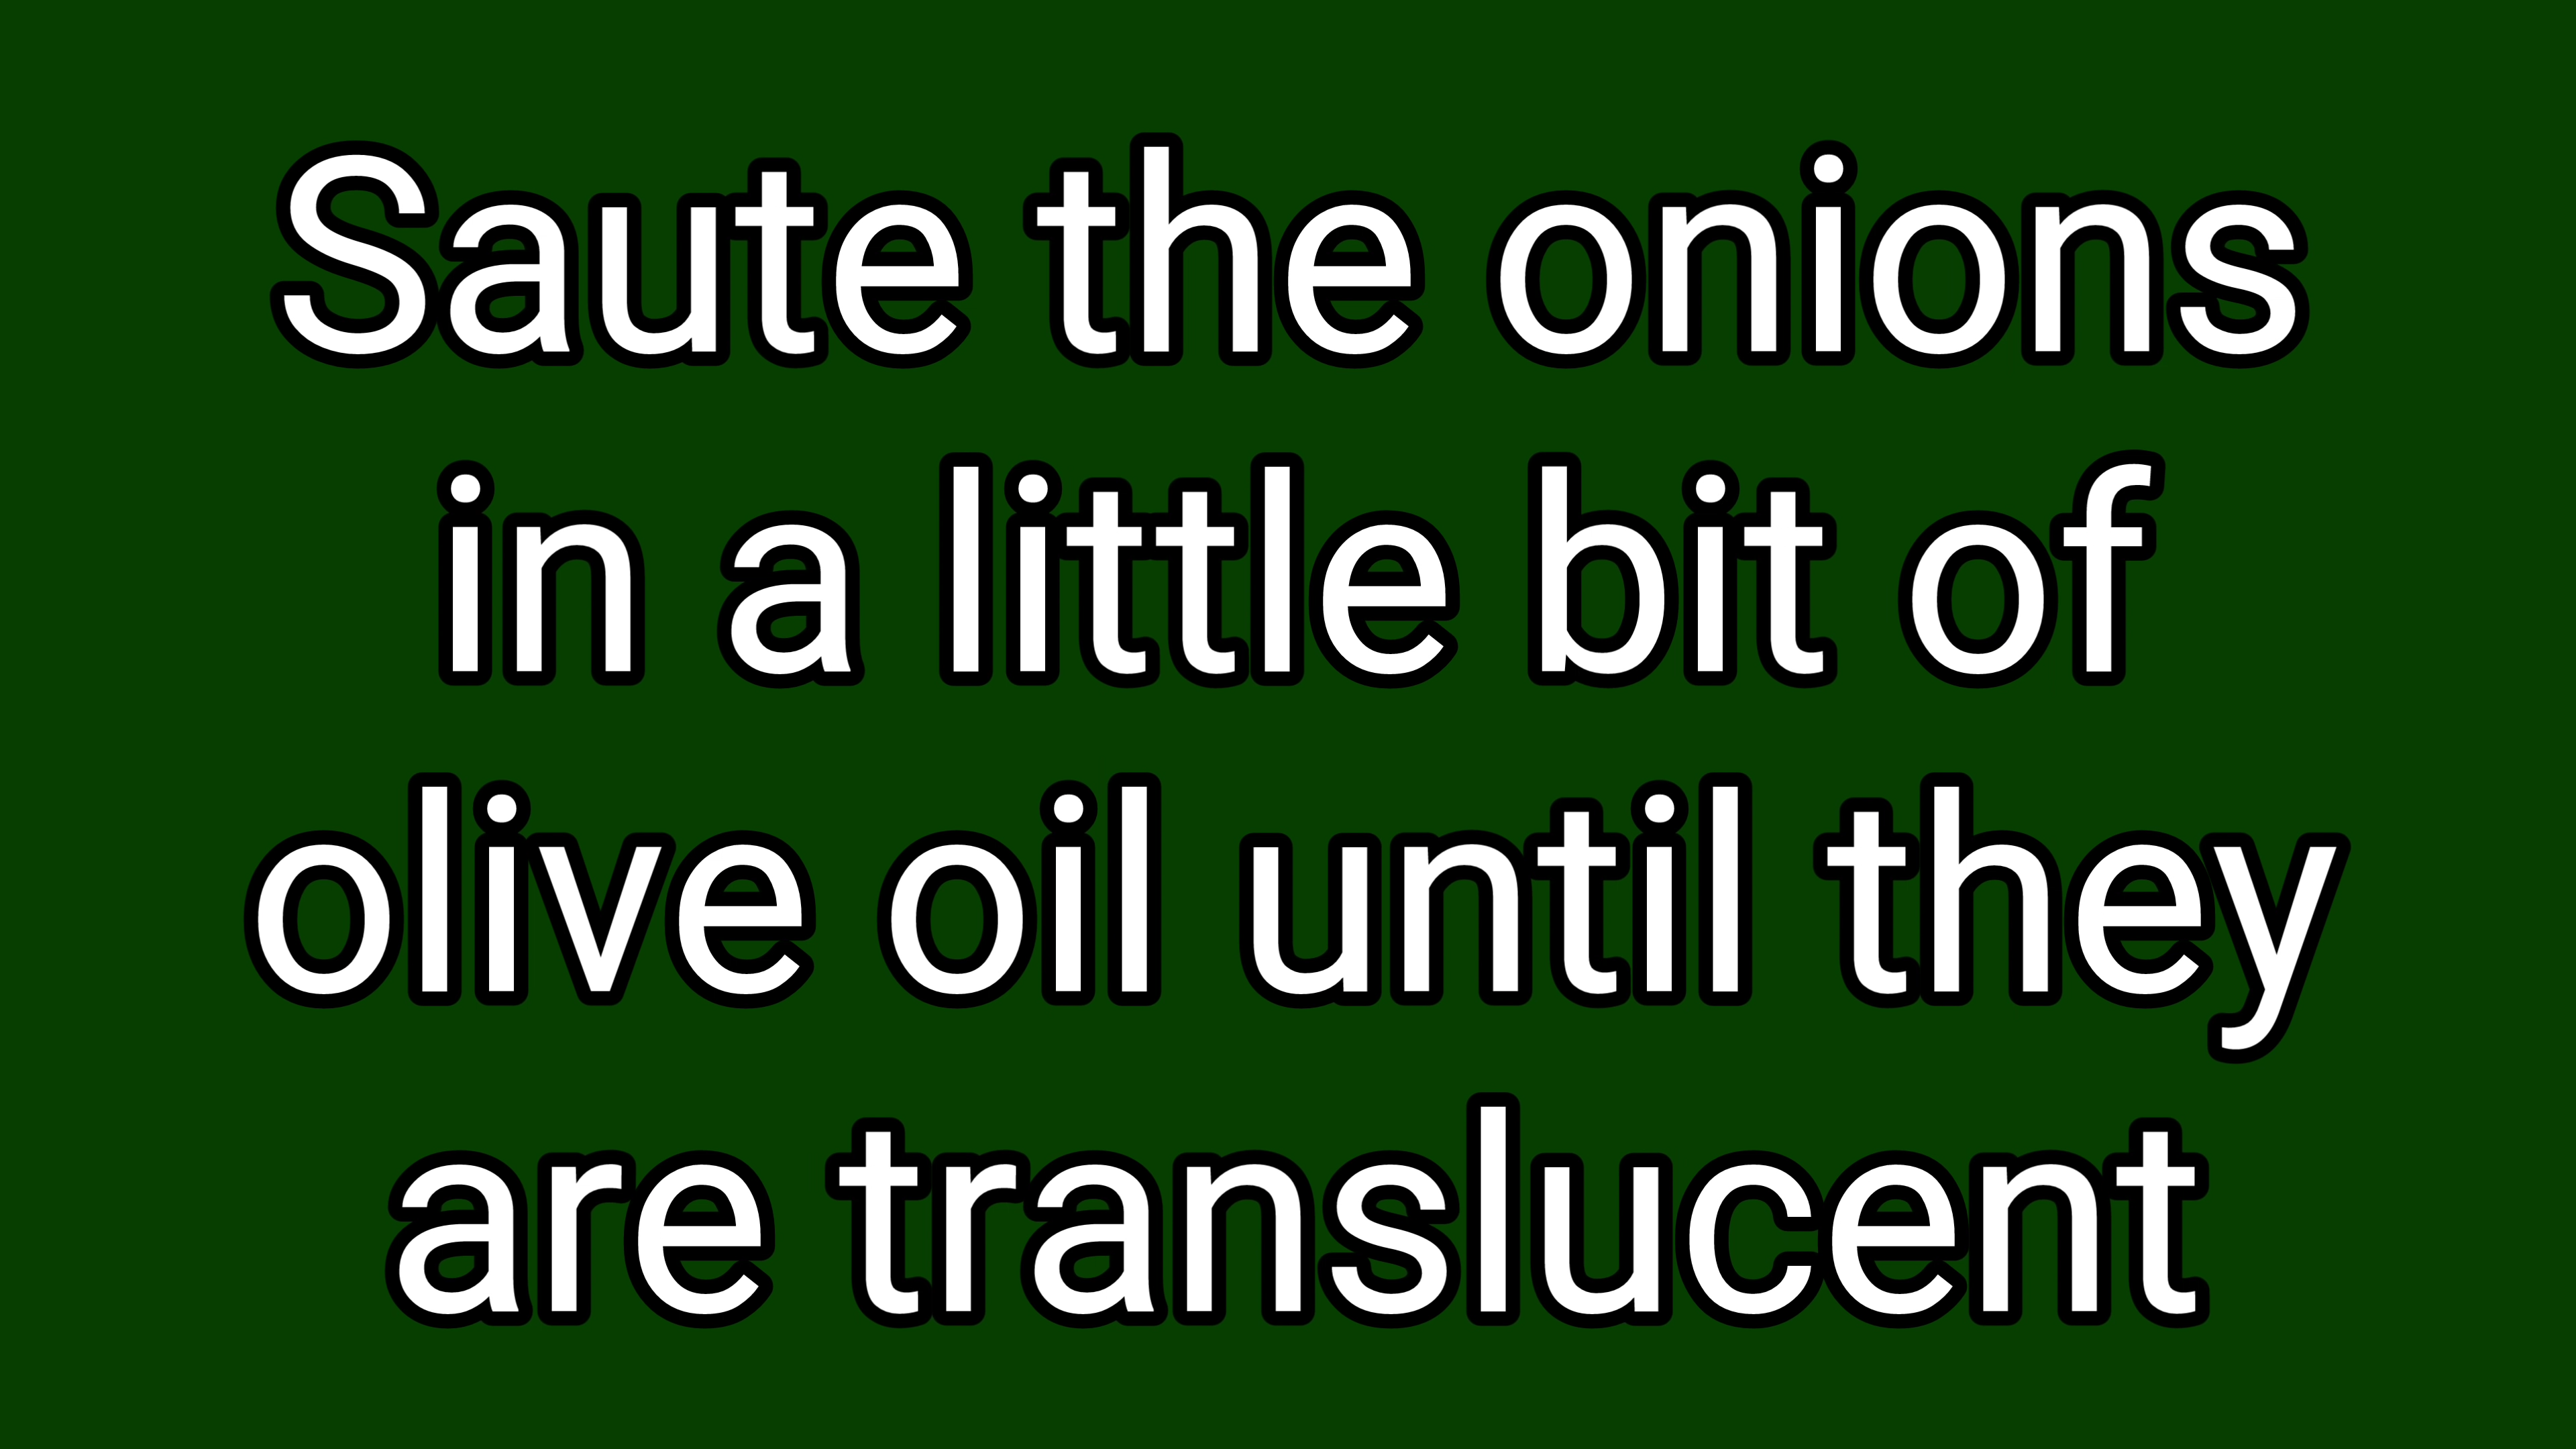 Saute the onions
in a little bit of
olive oil until they
are translucent